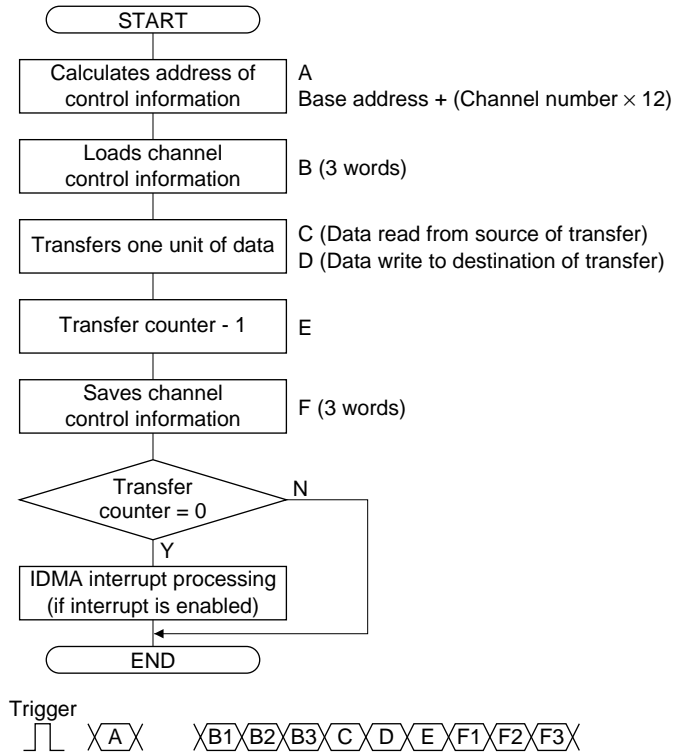 START
Calculates address of
control information
A
Base address + (Channel number × 12)
Loads channel
control information
B (3 words)
Transfers one unit of data
C (Data read from source of transfer)
D (Data write to destination of transfer)
Transfer counter - 1
E
Saves channel
control information
F (3 words)
Transfer
counter = 0
N
Y
IDMA interrupt processing
(if interrupt is enabled)
END
Trigger
A B1 B2 B3 C D E F1 F2 F3